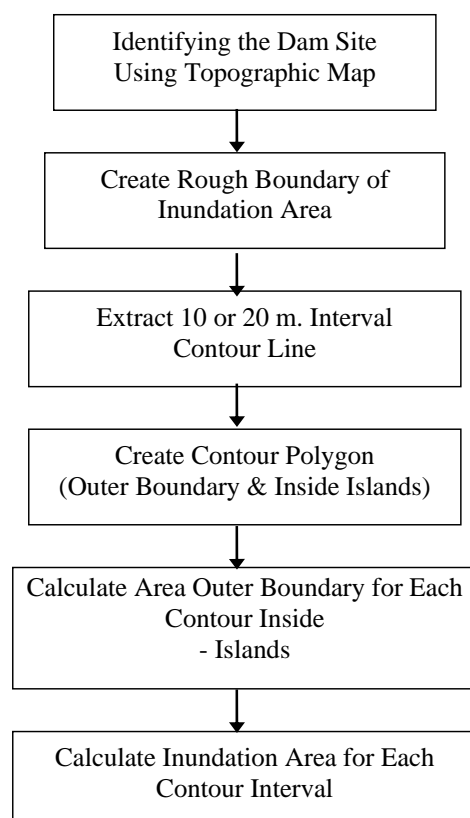 Identifying the Dam Site
Using Topographic Map
Create Rough Boundary of
Inundation Area
Extract 10 or 20 m. Interval
Contour Line
Create Contour Polygon
(Outer Boundary & Inside Islands)
Calculate Area Outer Boundary for Each
Contour Inside
- Islands
Calculate Inundation Area for Each
Contour Interval